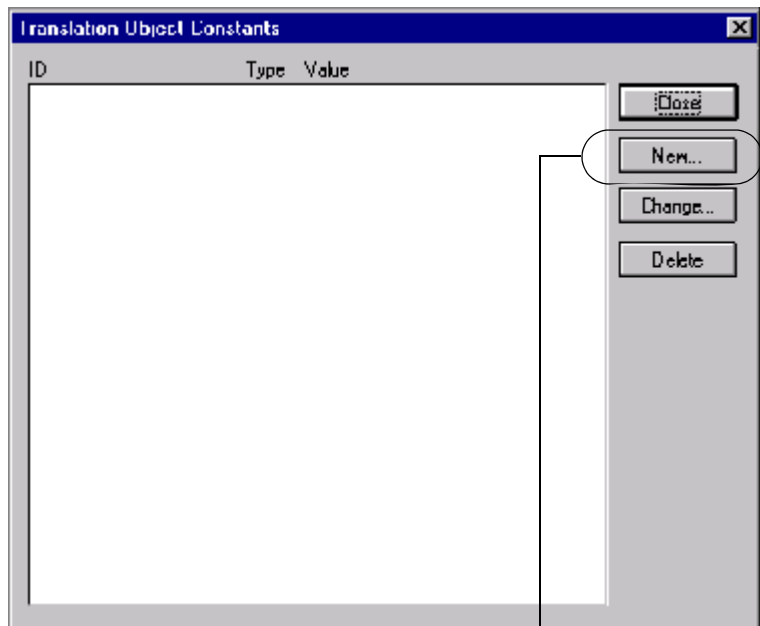 Translation Object Constants
ID Type Value
Close
New...
Change...
Delete